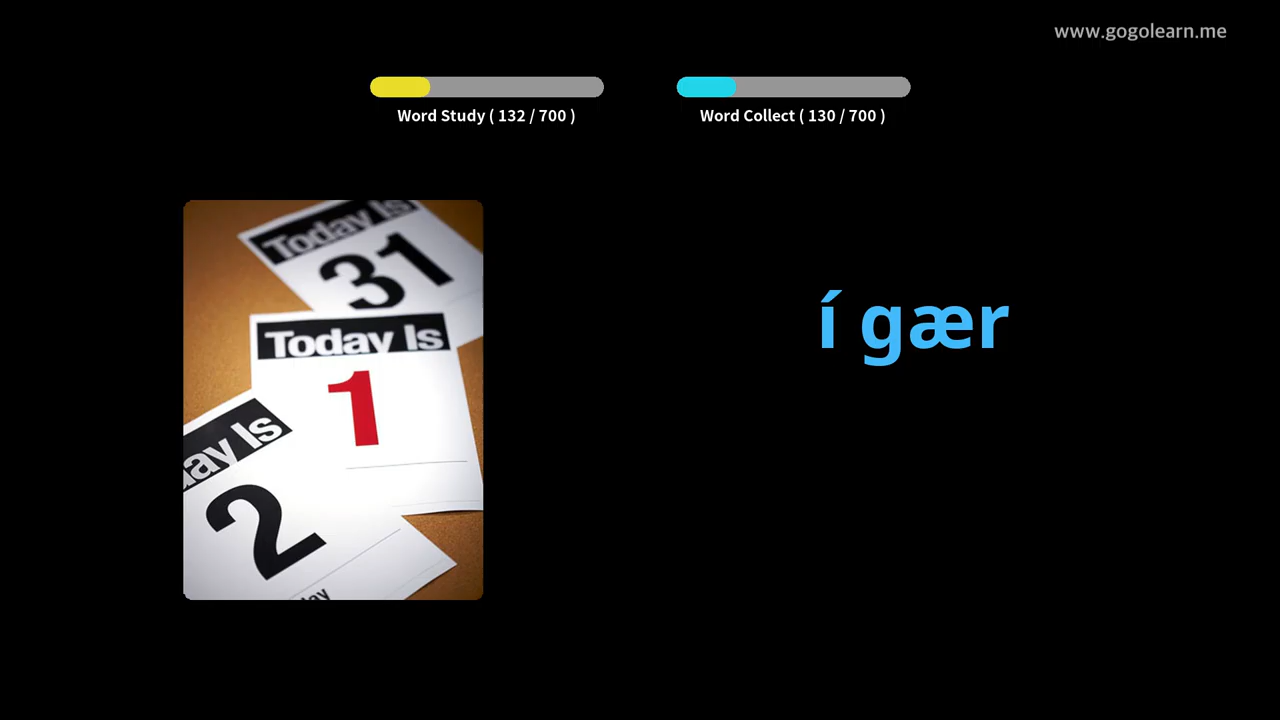 www.gogolearn.me
Word Study ( 132 / 700 )
Word Collect ( 130 / 700 )
Today Is
31
Today Is
1
ay Is
2
ay
í gær